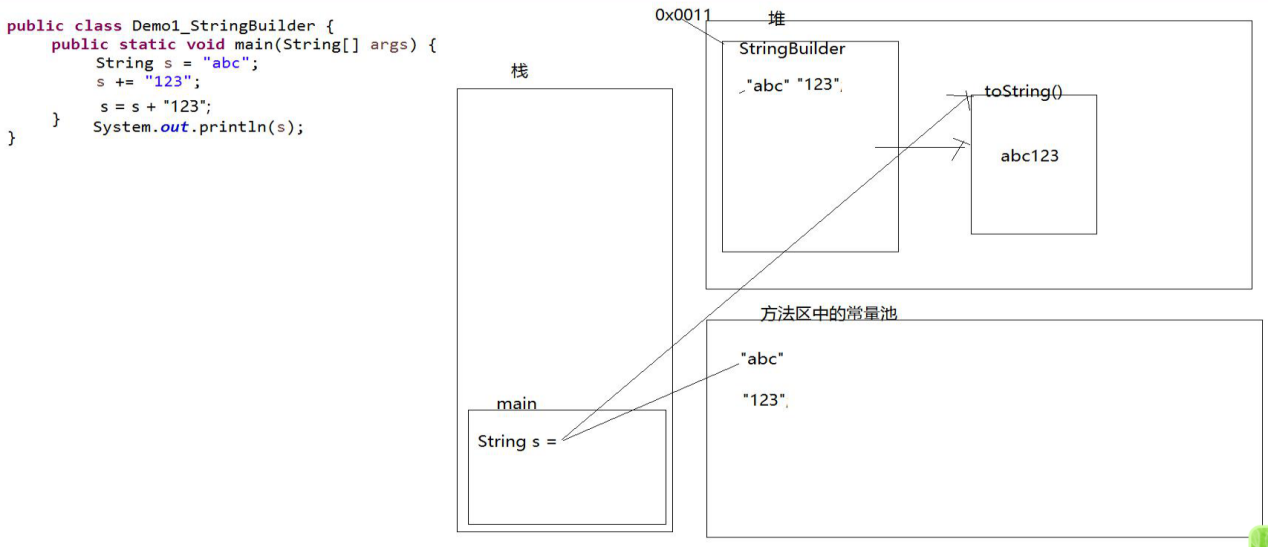 public class Demo1_StringBuilder {
public static void main(String[] args) {
String s = "abc";
s += "123";
s = s + "123";
}
System.out.println(s);
}
栈
main
String s =
0x0011
堆
StringBuilder
"abc" "123",
toString()
abc123
方法区中的常量池
"abc"
"123",